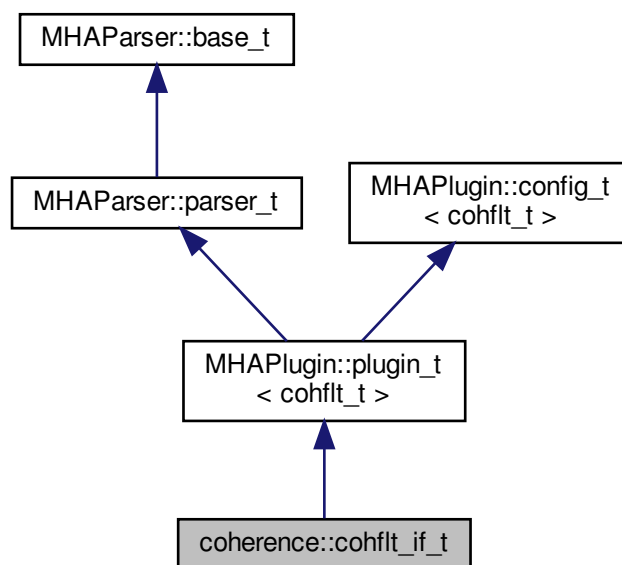 MHAParser::base_t
MHAParser::parser_t
MHAPlugin::config_t
< cohflt_t >
MHAPlugin::plugin_t
< cohflt_t >
coherence::cohflt_if_t